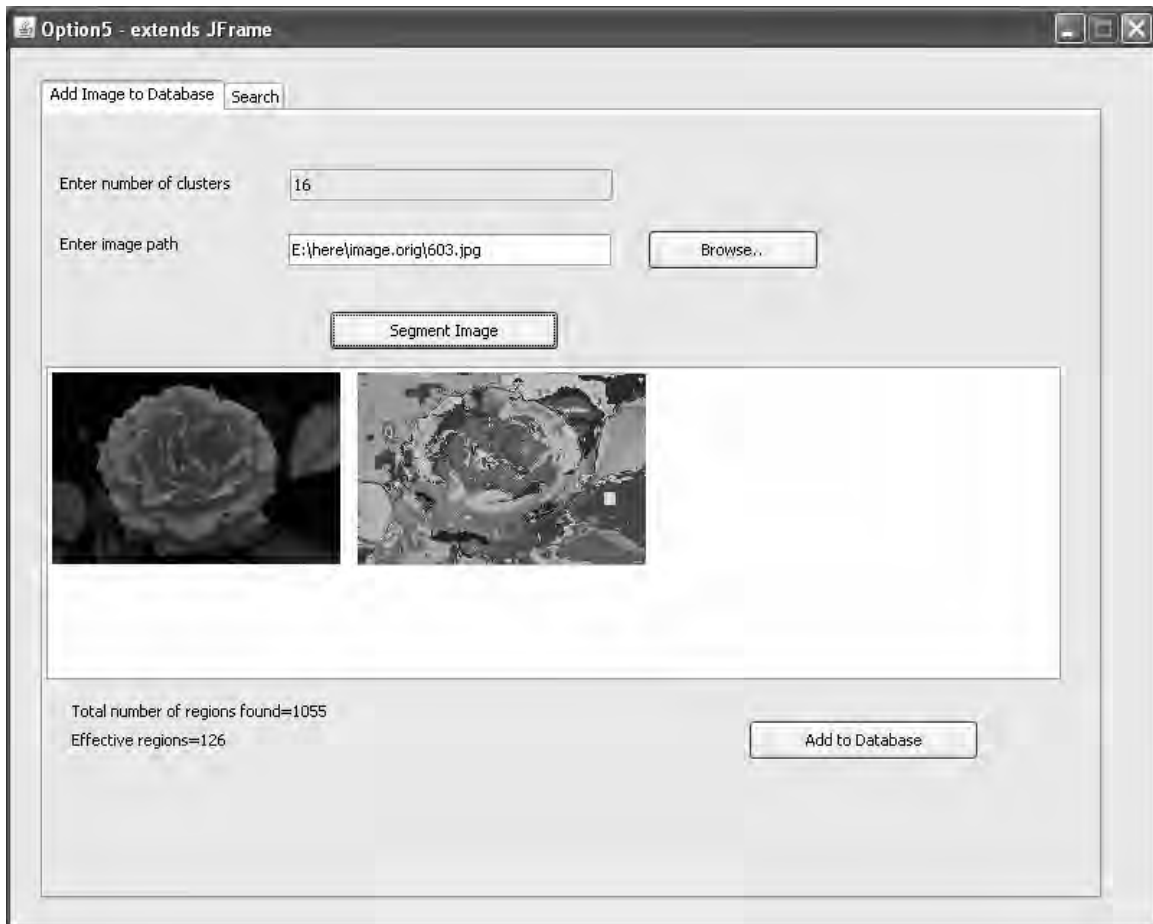 Option5 - extends JFrame
Add Image to Database Search
Enter number of clusters 16
Enter image path E:\here\image.orig\603.jpg Browse..
Segment Image
Total number of regions found=1055
Effective regions=126
Add to Database